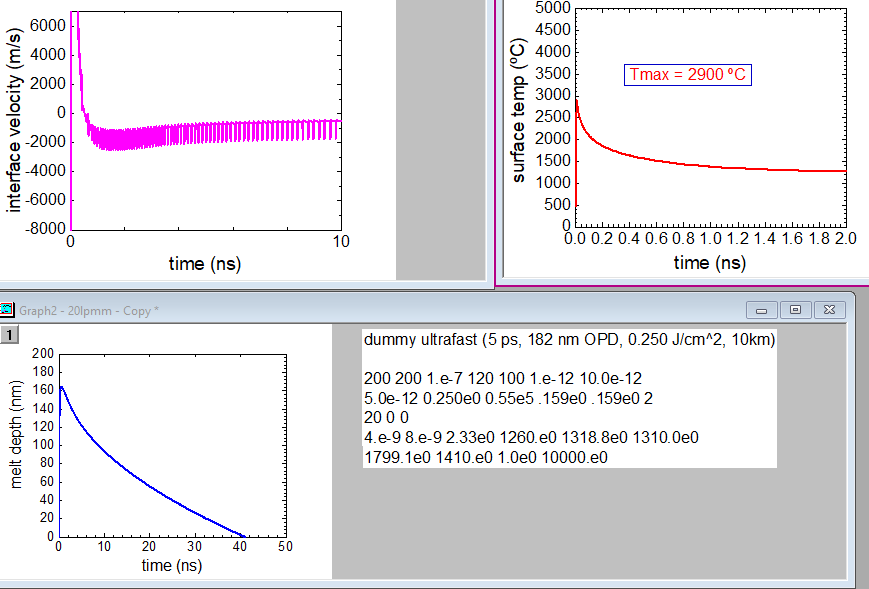 6000
4000
2000
0
-2000
-4000
-6000
-8000
interface velocity (m/s)
0 10
time (ns)
5000
4500
4000
3500
3000
2500
2000
1500
1000
500
0
surface temp (ºC)
Tmax = 2900 ºC
0.0 0.2 0.4 0.6 0.8 1.0 1.2 1.4 1.6 1.8 2.0
time (ns)
Graph2 - 20lpmm - Copy *
1
200
180
160
140
120
100
80
60
40
20
0
melt depth (nm)
0 10 20 30 40 50
time (ns)
dummy ultrafast (5 ps, 182 nm OPD, 0.250 J/cm^2, 10km)
200 200 1.e-7 120 100 1.e-12 10.0e-12
5.0e-12 0.250e0 0.55e5 .159e0 .159e0 2
20 0 0
4.e-9 8.e-9 2.33e0 1260.e0 1318.8e0 1310.0e0
1799.1e0 1410.e0 1.0e0 10000.e0